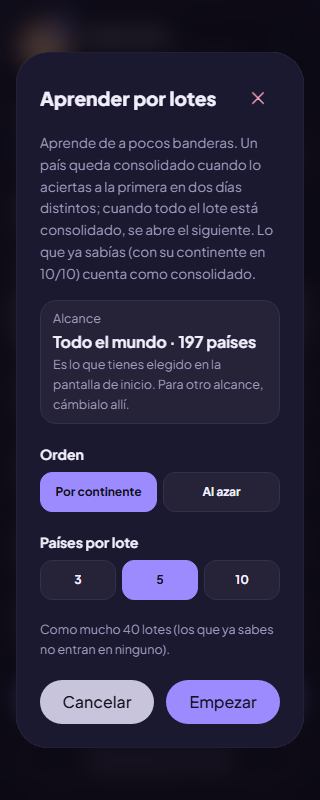 Aprender por lotes
Aprende de a pocos banderas. Un
país queda consolidado cuando lo
aciertas a la primera en dos días
distintos; cuando todo el lote está
consolidado, se abre el siguiente. Lo
que ya sabías (con su continente en
10/10) cuenta como consolidado.
Alcance
Todo el mundo · 197 países
Es lo que tienes elegido en la
pantalla de inicio. Para otro alcance,
cámbialo allí.
Orden
Por continente
Al azar
Países por lote
3
5
10
Como mucho 40 lotes (los que ya sabes
no entran en ninguno).
Cancelar
Empezar